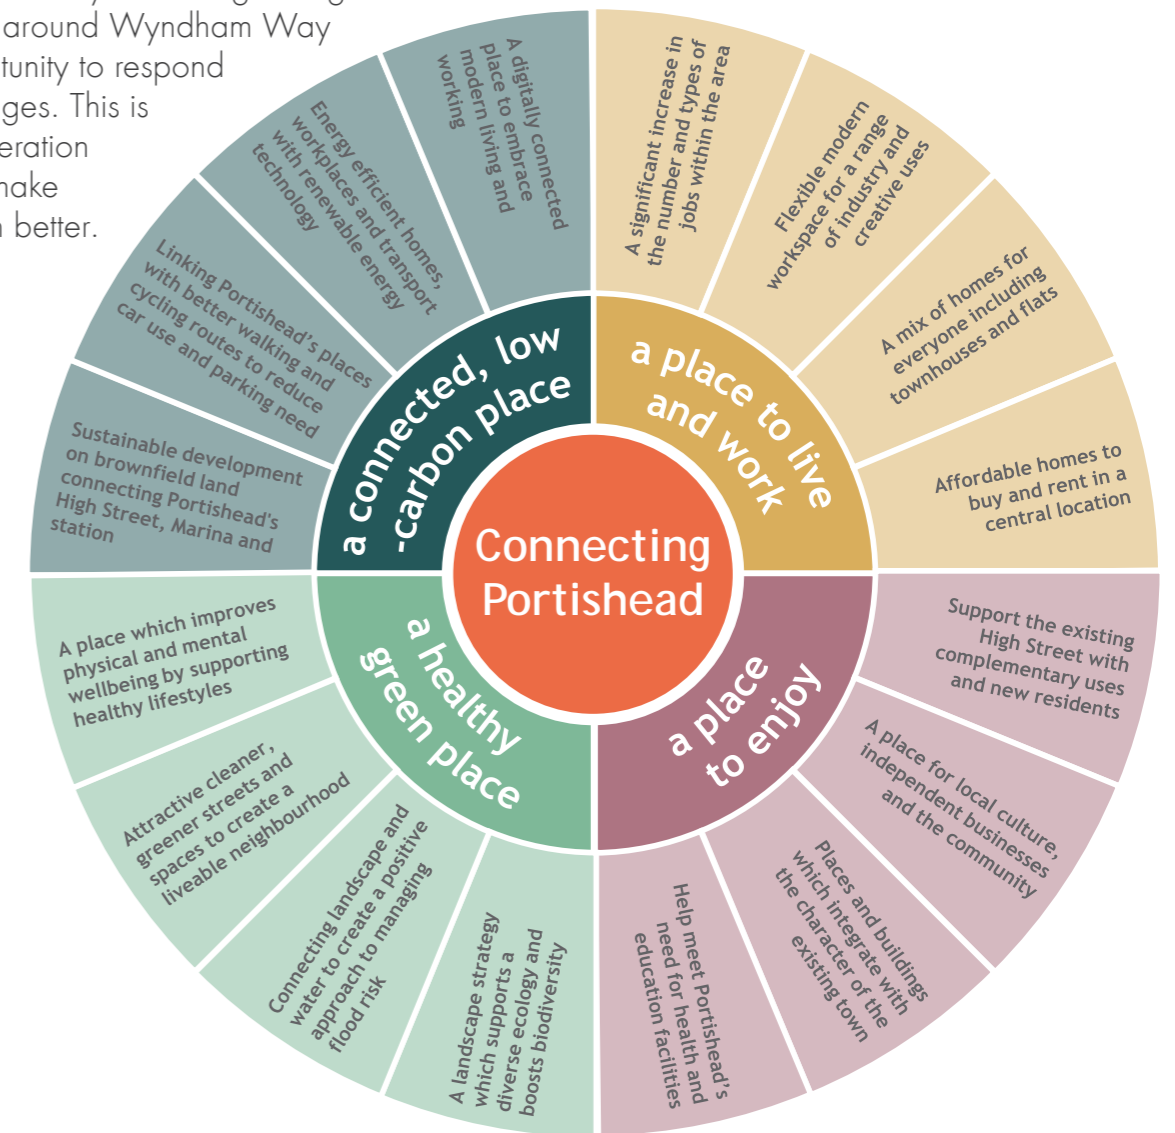 around Wyndham Way
tunity to respond
ges. This is
eration
make
better.
Connecting
Portishead
a place to live
and work
A significant increase in
the number and types of
jobs within the area
Flexible modern
workspace for a range
of industry and
creative uses
A mix of homes for
everyone including
townhouses and flats
Affordable homes to
buy and rent in a
central location
a place
to enjoy
Support the existing
High Street with
complementary uses
and new residents
A place for local culture,
independent businesses
and the community
Places and buildings
which integrate with
the character of the
existing town
Help meet Portishead's
need for health and
education facilities
a healthy
green place
A landscape strategy
which supports a
diverse ecology and
boosts biodiversity
Connecting landscape and
water to create a positive
approach to managing
flood risk
Attractive cleaner,
greener streets and
spaces to create a
liveable neighbourhood
A place which improves
physical and mental
wellbeing by supporting
healthy lifestyles
a connected, low
-carbon place
Sustainable development
on brownfield land
connecting Portishead's
High Street, Marina and
station
Linking Portishead's places
with better walking and
cycling routes to reduce
car use and parking need
Energy efficient homes,
workplaces and transport
with renewable energy
technology
A digitally connected
place to embrace
modern living and
working